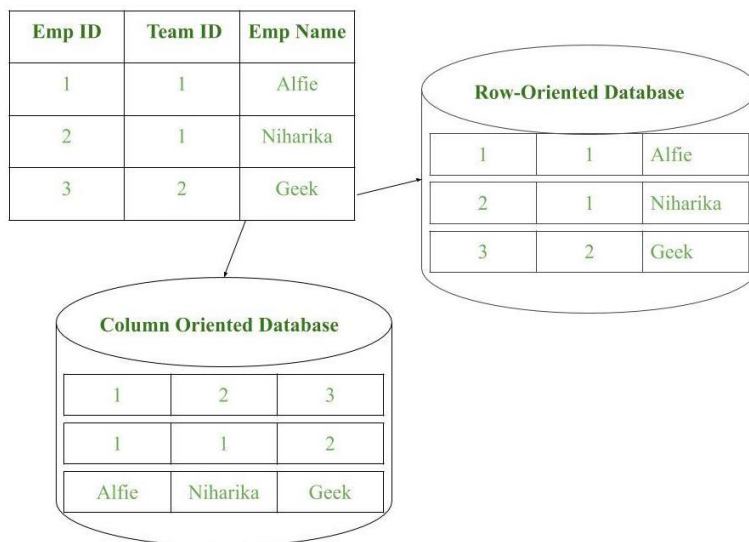 Emp ID Team ID Emp Name
1 1 Alfie
2 1 Niharika
3 2 Geek
Row-Oriented Database
1 1 Alfie
2 1 Niharika
3 2 Geek
Column Oriented Database
1 2 3
1 1 2
Alfie Niharika Geek